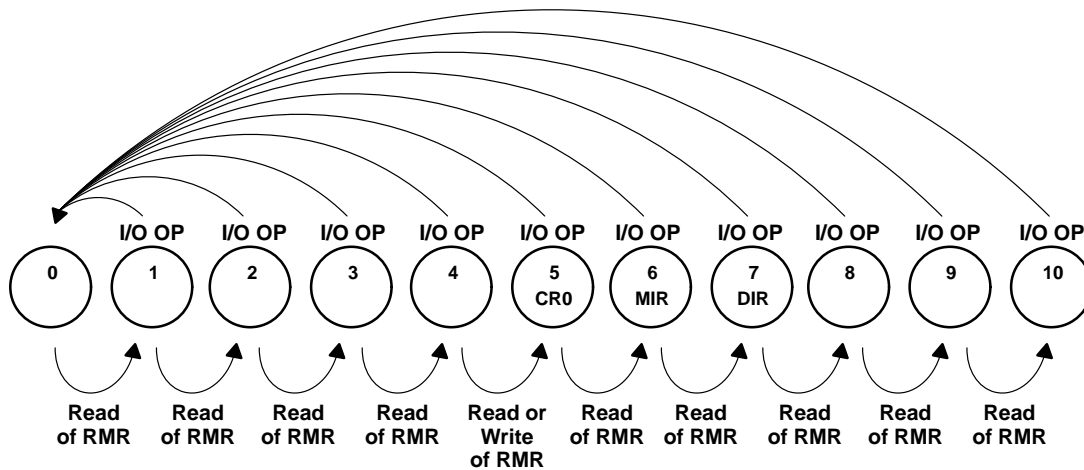 I/O OP I/O OP I/O OP I/O OP I/O OP I/O OP I/O OP I/O OP I/O OP I/O OP
0 1 2 3 4 5 6 7 8 9 10
CR0 MIR DIR
Read Read Read Read Read or Read Read Read Read Read
of RMR of RMR of RMR of RMR Write of RMR of RMR of RMR of RMR of RMR
of RMR